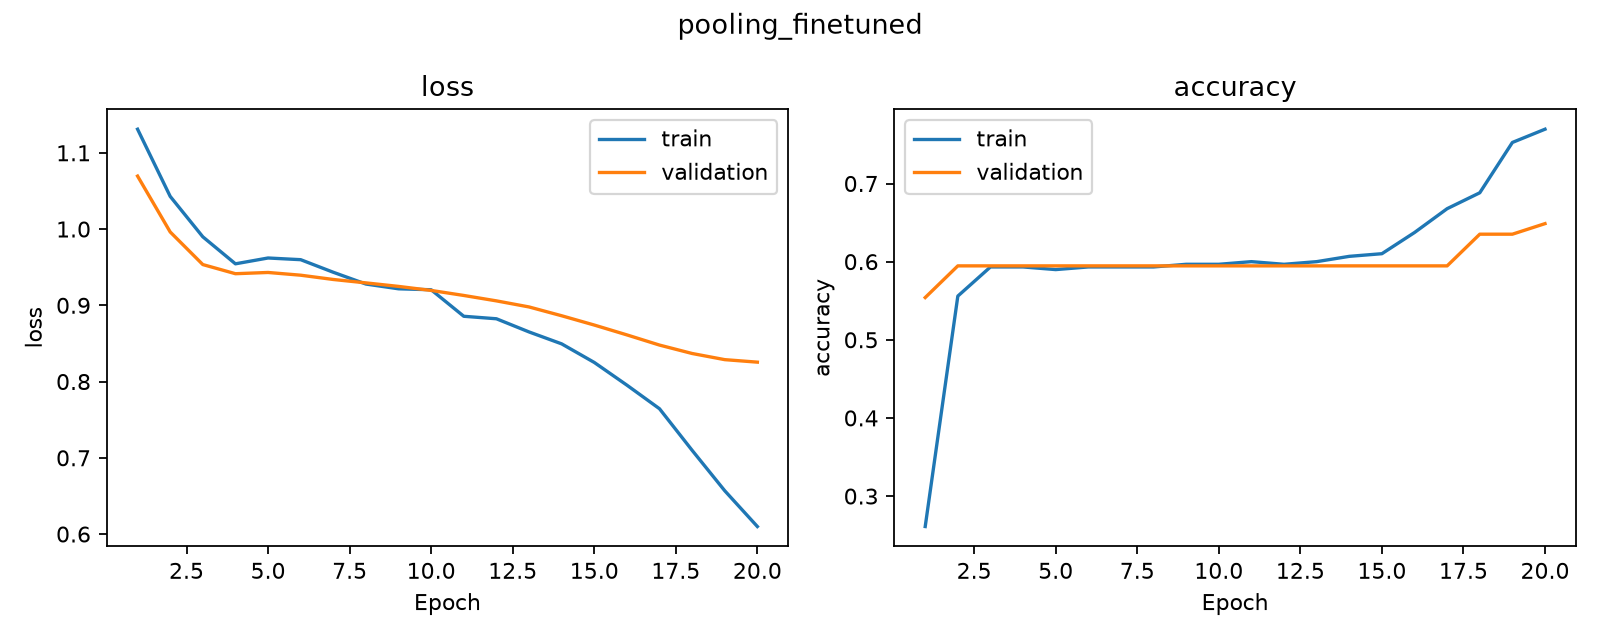 pooling_finetuned
loss
1.1
1.0
0.9
0.8
0.7
0.6
loss
train
validation
2.5 5.0 7.5 10.0 12.5 15.0 17.5 20.0
Epoch
accuracy
0.7
0.6
0.5
0.4
0.3
accuracy
train
validation
2.5 5.0 7.5 10.0 12.5 15.0 17.5 20.0
Epoch